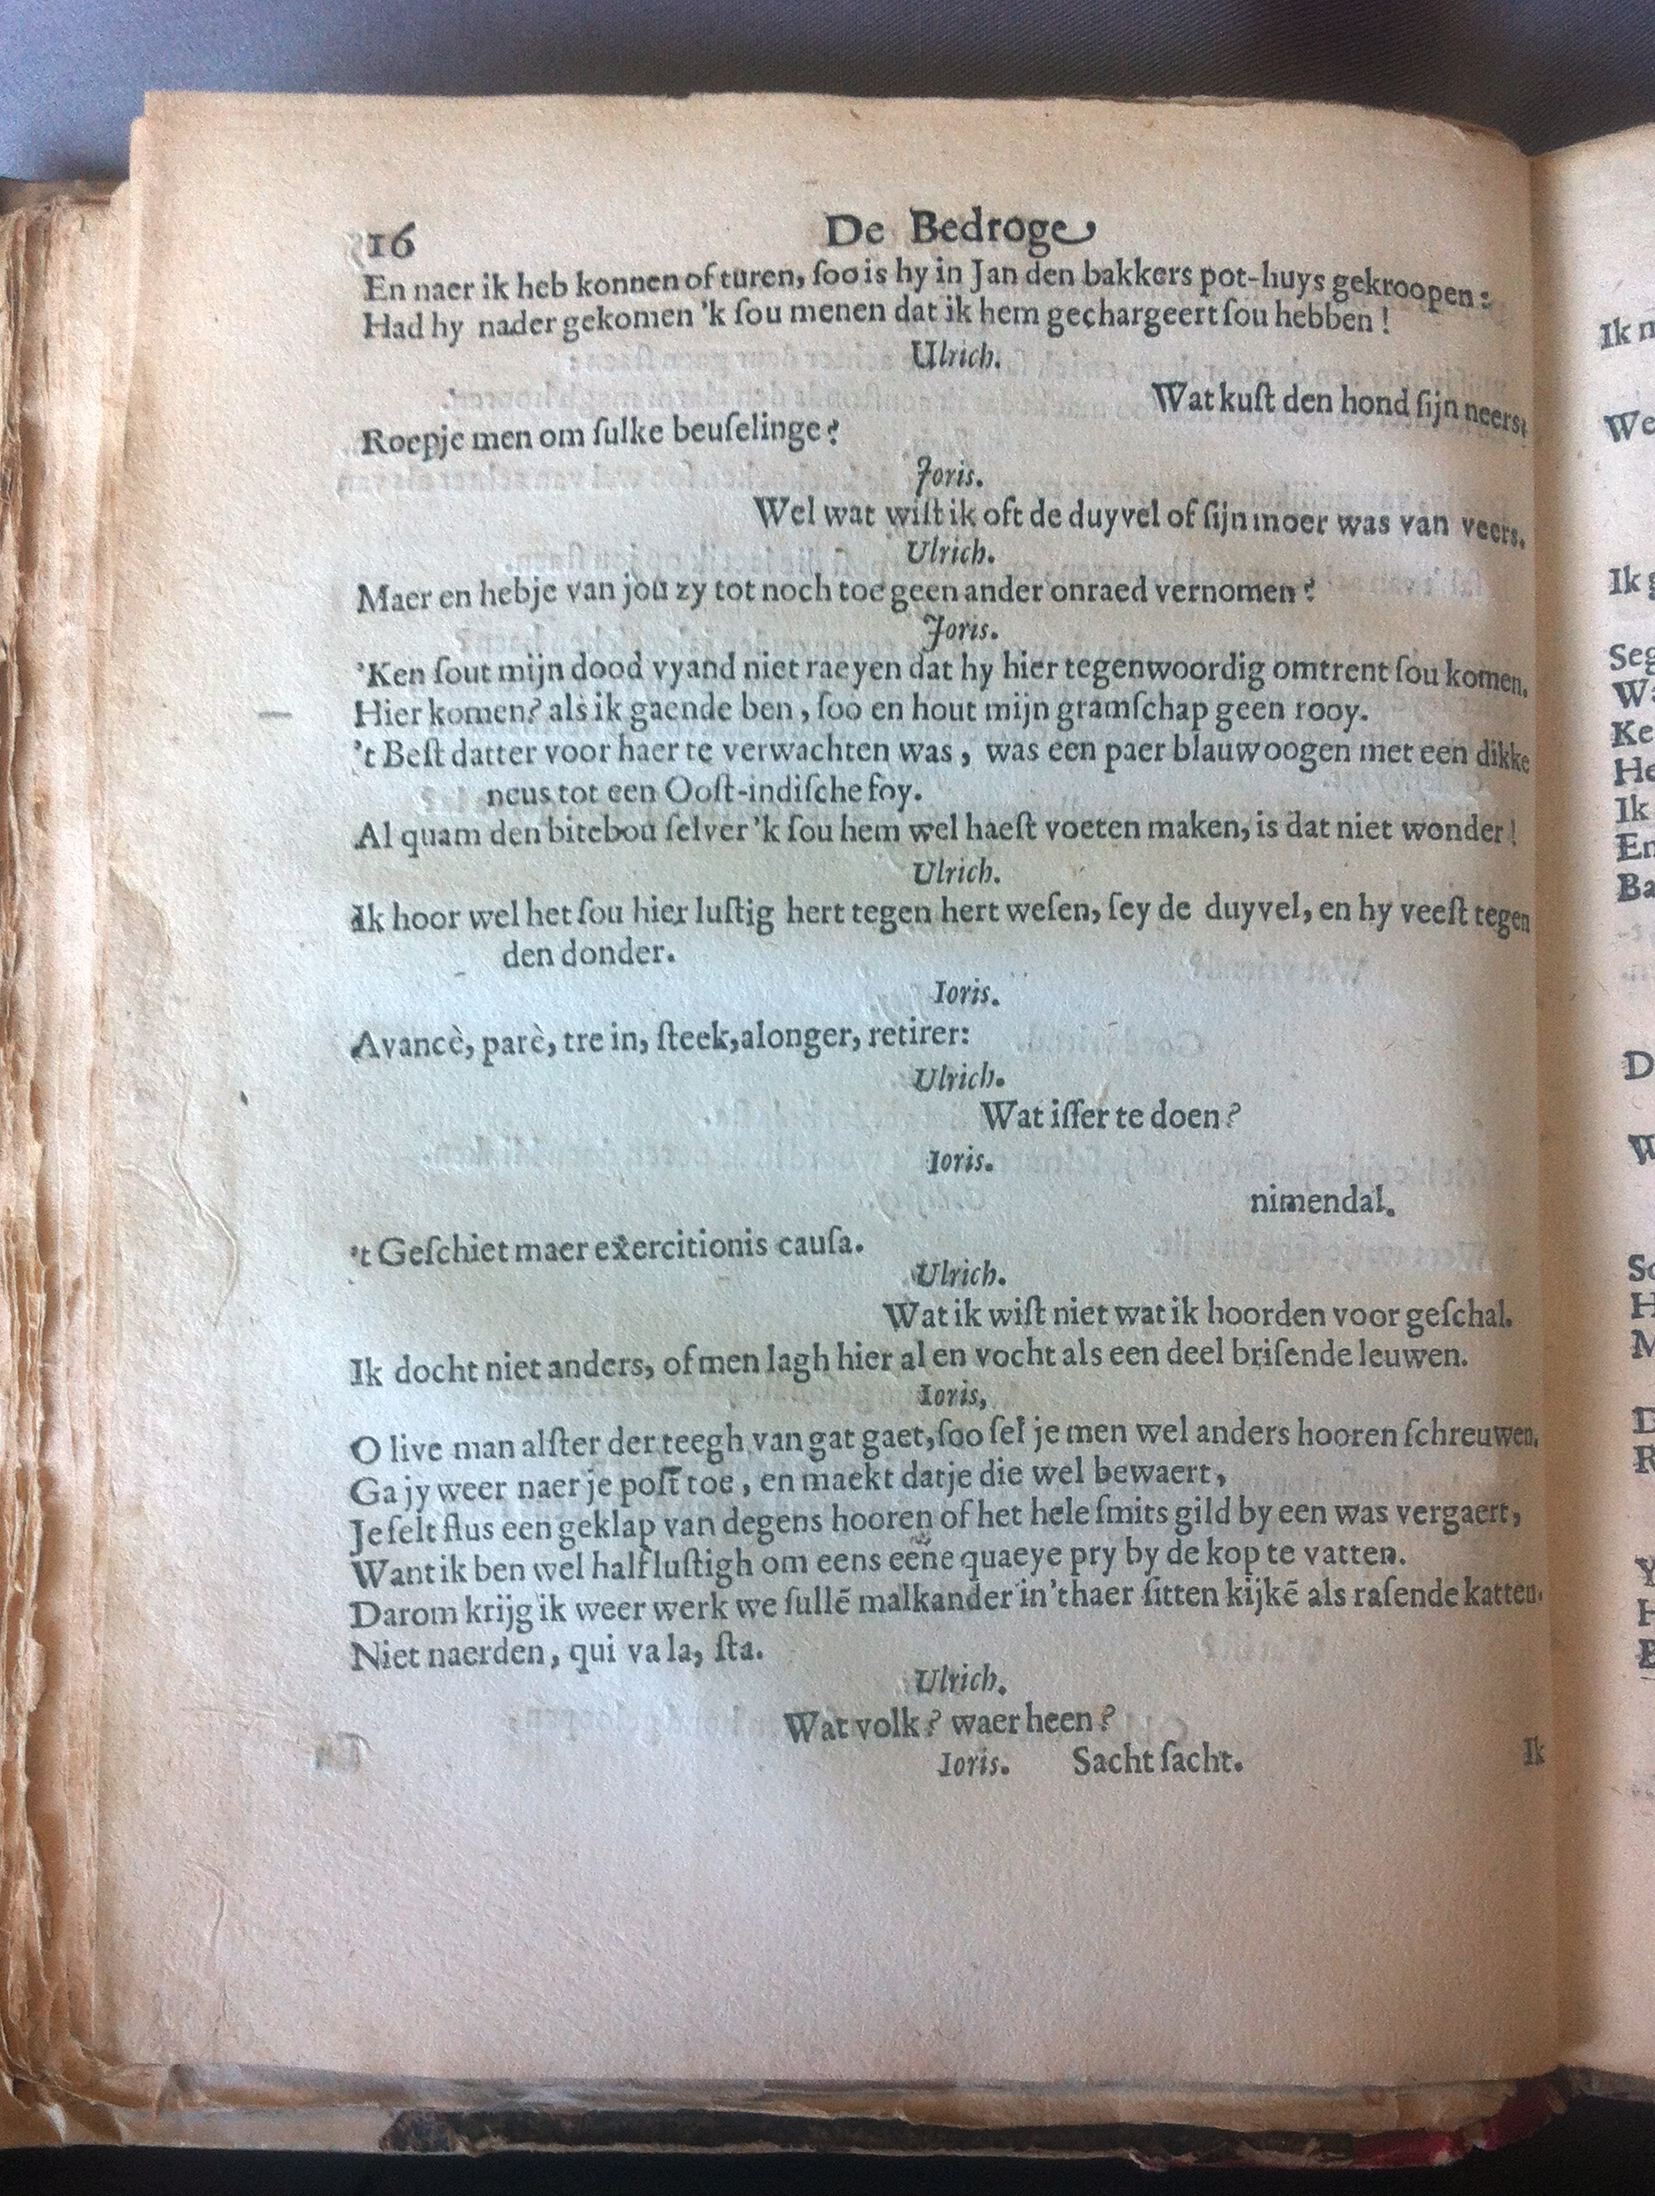 16 De Bedroge
En naer ik heb konnen of turen, ſoo is hy in Jan den bakkers pot-huys gekroopen:
Had hy nader gekomen 'k ſou menen dat ik hem gechargeert ſou hebben!
Ulrich.
Wat kuſt den hond ſijn neers?
Roepje men om ſulke beuſelinge?
Joris.
Wel wat wiſt ik oft de duyvel of ſijn moer was van veers.
Ulrich.
Maer en hebje van jou zy tot noch toe geen ander onraed vernomen?
Joris.
'Ken ſout mijn dood vyand niet raeyen dat hy hier tegenwoordig omtrent ſou komen.
Hier komen? als ik gaende ben, ſoo en hout mijn gramſchap geen rooy.
't Beſt datter voor haer te verwachten was, was een paer blauw oogen met een dikke
neus tot een Ooſt-indiſche foy.
Al quam den bitebou ſelver 'k ſou hem wel haeſt voeten maken, is dat niet wonder!
Ulrich.
Ik hoor wel het ſou hier luſtig hert tegen hert weſen, ſey de duyvel, en hy veeſt tegen
den donder.
Ioris.
Avancè, parè, tre in, ſteek, alonger, retirer:
Ulrich.
Wat iſſer te doen?
Ioris.
nimendal.
't Geſchiet maer exercitionis cauſa.
Ulrich.
Wat ik wiſt niet wat ik hoorden voor geſchal.
Ik docht niet anders, of men lagh hier al en vocht als een deel briſende leuwen.
Ioris,
O live man alſter der teegh van gat gaet, ſoo ſel je men wel anders hooren ſchreuwen.
Ga jy weer naer je poſt toe, en maekt datje die wel bewaert,
Je ſelt flus een geklap van degens hooren of het hele ſmits gild by een was vergaert,
Want ik ben wel half luſtigh om eens eene quaeye pry by de kop te vatten.
Darom krijg ik weer werk we ſullē malkander in 't haer ſitten kijkē als raſende katten.
Niet naerden, qui va la, ſta.
Ulrich.
Wat volk? waer heen?
Ioris. Sacht ſacht.
Ik
Ik
We
Ik
Seg
Ke
He
Ik
En
Ba
D
W
So
H
M
D
R
Y
H